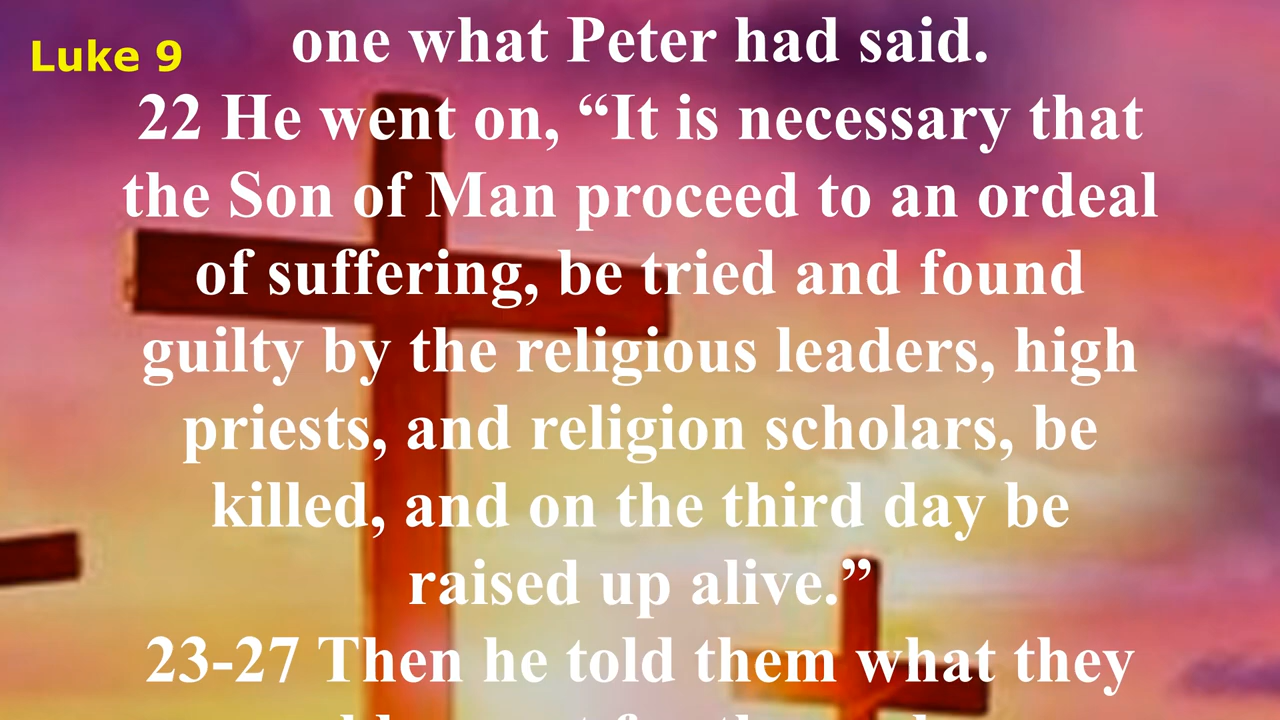 Luke 9
one what Peter had said.
22 He went on, “It is necessary that
the Son of Man proceed to an ordeal
of suffering, be tried and found
guilty by the religious leaders, high
priests, and religion scholars, be
killed, and on the third day be
raised up alive.”
23-27 Then he told them what they